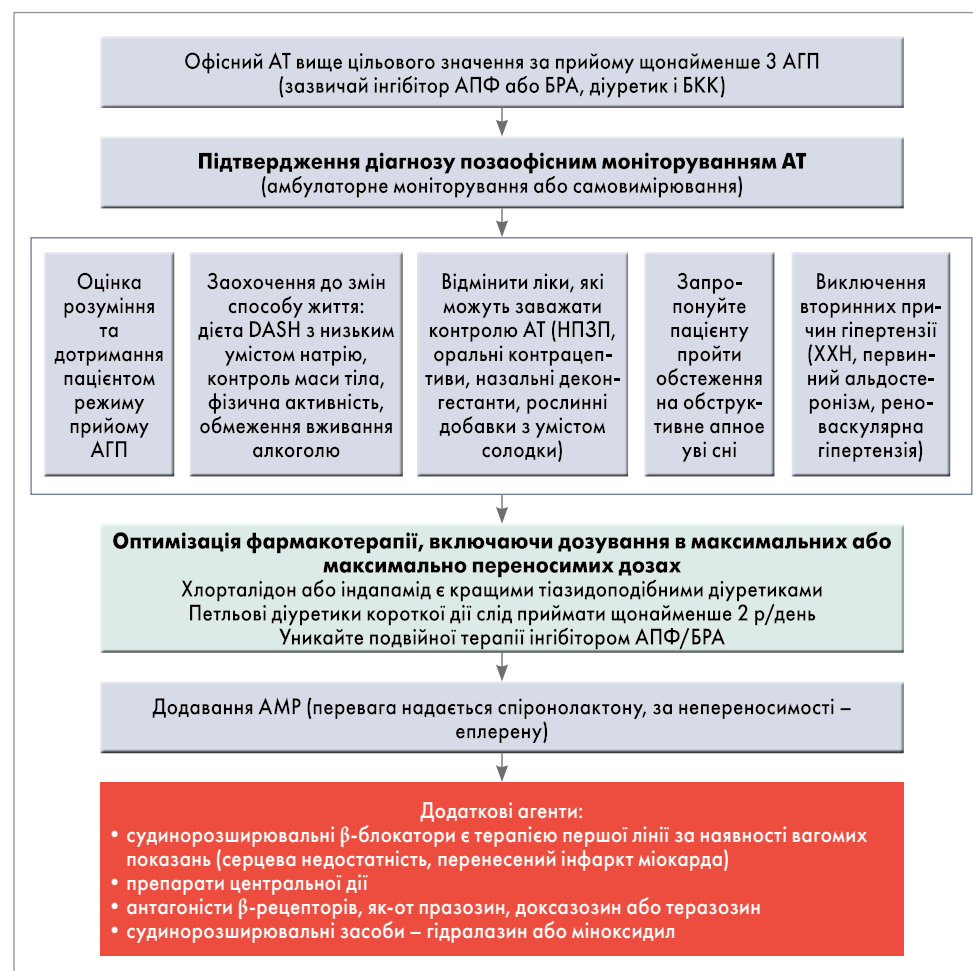 Офісний АТ вище цільового значення за прийому щонайменше 3 АГП
(зазвичай інгібітор АПФ або БРА, діуретик і БКК)
Підтвердження діагнозу позаофісним моніторуванням АТ
(амбулаторне моніторування або самовимірювання)
Оцінка
розуміння
та
дотримання
пацієнтом
режиму
прийому
АГП
Заохочення до змін
способу життя:
дієта DASH з низьким
умістом натрію,
контроль маси тіла,
фізична активність,
обмеження вживання
алкоголю
Відмінити ліки, які
можуть заважати
контролю АТ (НПЗП,
оральні контрацеп-
тиви, назальні декон-
гестанти, рослинні
добавки з умістом
солодки)
Запро-
понуйте
пацієнту
пройти
обстеження
на обструк-
тивне апное
уві сні
Виключення
вторинних при-
чин гіпертензії
(ХХН, первин-
ний альдосте-
ронізм, рено-
васкулярна
гіпертензія)
Оптимізація фармакотерапії, включаючи дозування в максимальних або
максимально переносимих дозах
Хлорталідон або індапамід є кращими тіазидоподібними діуретиками
Петльові діуретики короткої дії слід приймати щонайменше 2 р/день
Уникайте подвійної терапії інгібітором АПФ/БРА
Додавання АМР (перевага надається спіронолактону, за непереносимості –
еплерену)
Додаткові агенти:
• судинорозширювальні β-блокатори є терапією першої лінії за наявності вагомих
показань (серцева недостатність, перенесений інфаркт міокарда)
• препарати центральної дії
• антагоністи β-рецепторів, як-от празозин, доксазозин або теразозин
• судинорозширювальні засоби – гідралазин або міноксидил